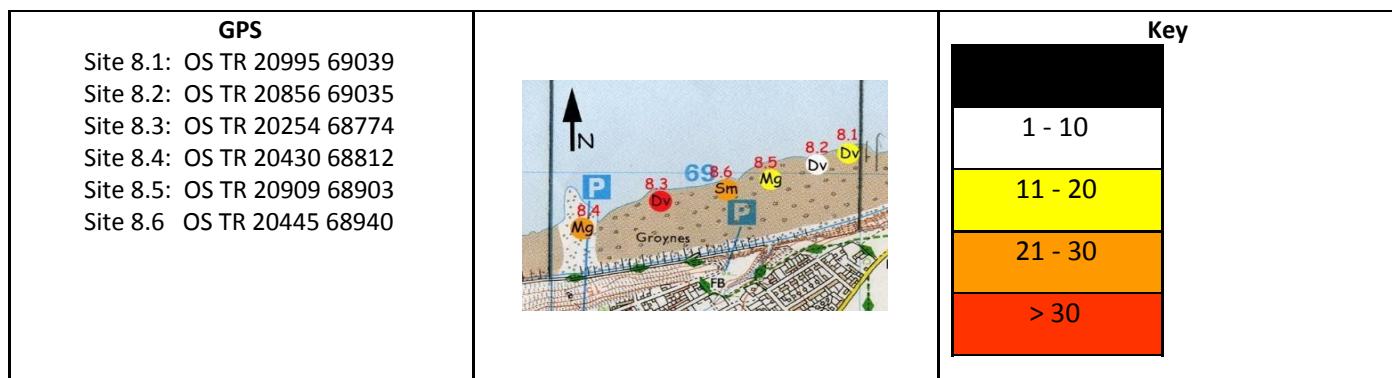 GPS
Site 8.1: OS TR 20995 69039
Site 8.2: OS TR 20856 69035
Site 8.3: OS TR 20254 68774
Site 8.4: OS TR 20430 68812
Site 8.5: OS TR 20909 68903
Site 8.6 OS TR 20445 68940
N
8.1
Dv
8.2
Dv
8.5
Mg
69
8.6
Sm
8.3
Dv
P
8.4
Mg
P
Groynes
FB
Key
1 - 10
11 - 20
21 - 30
> 30